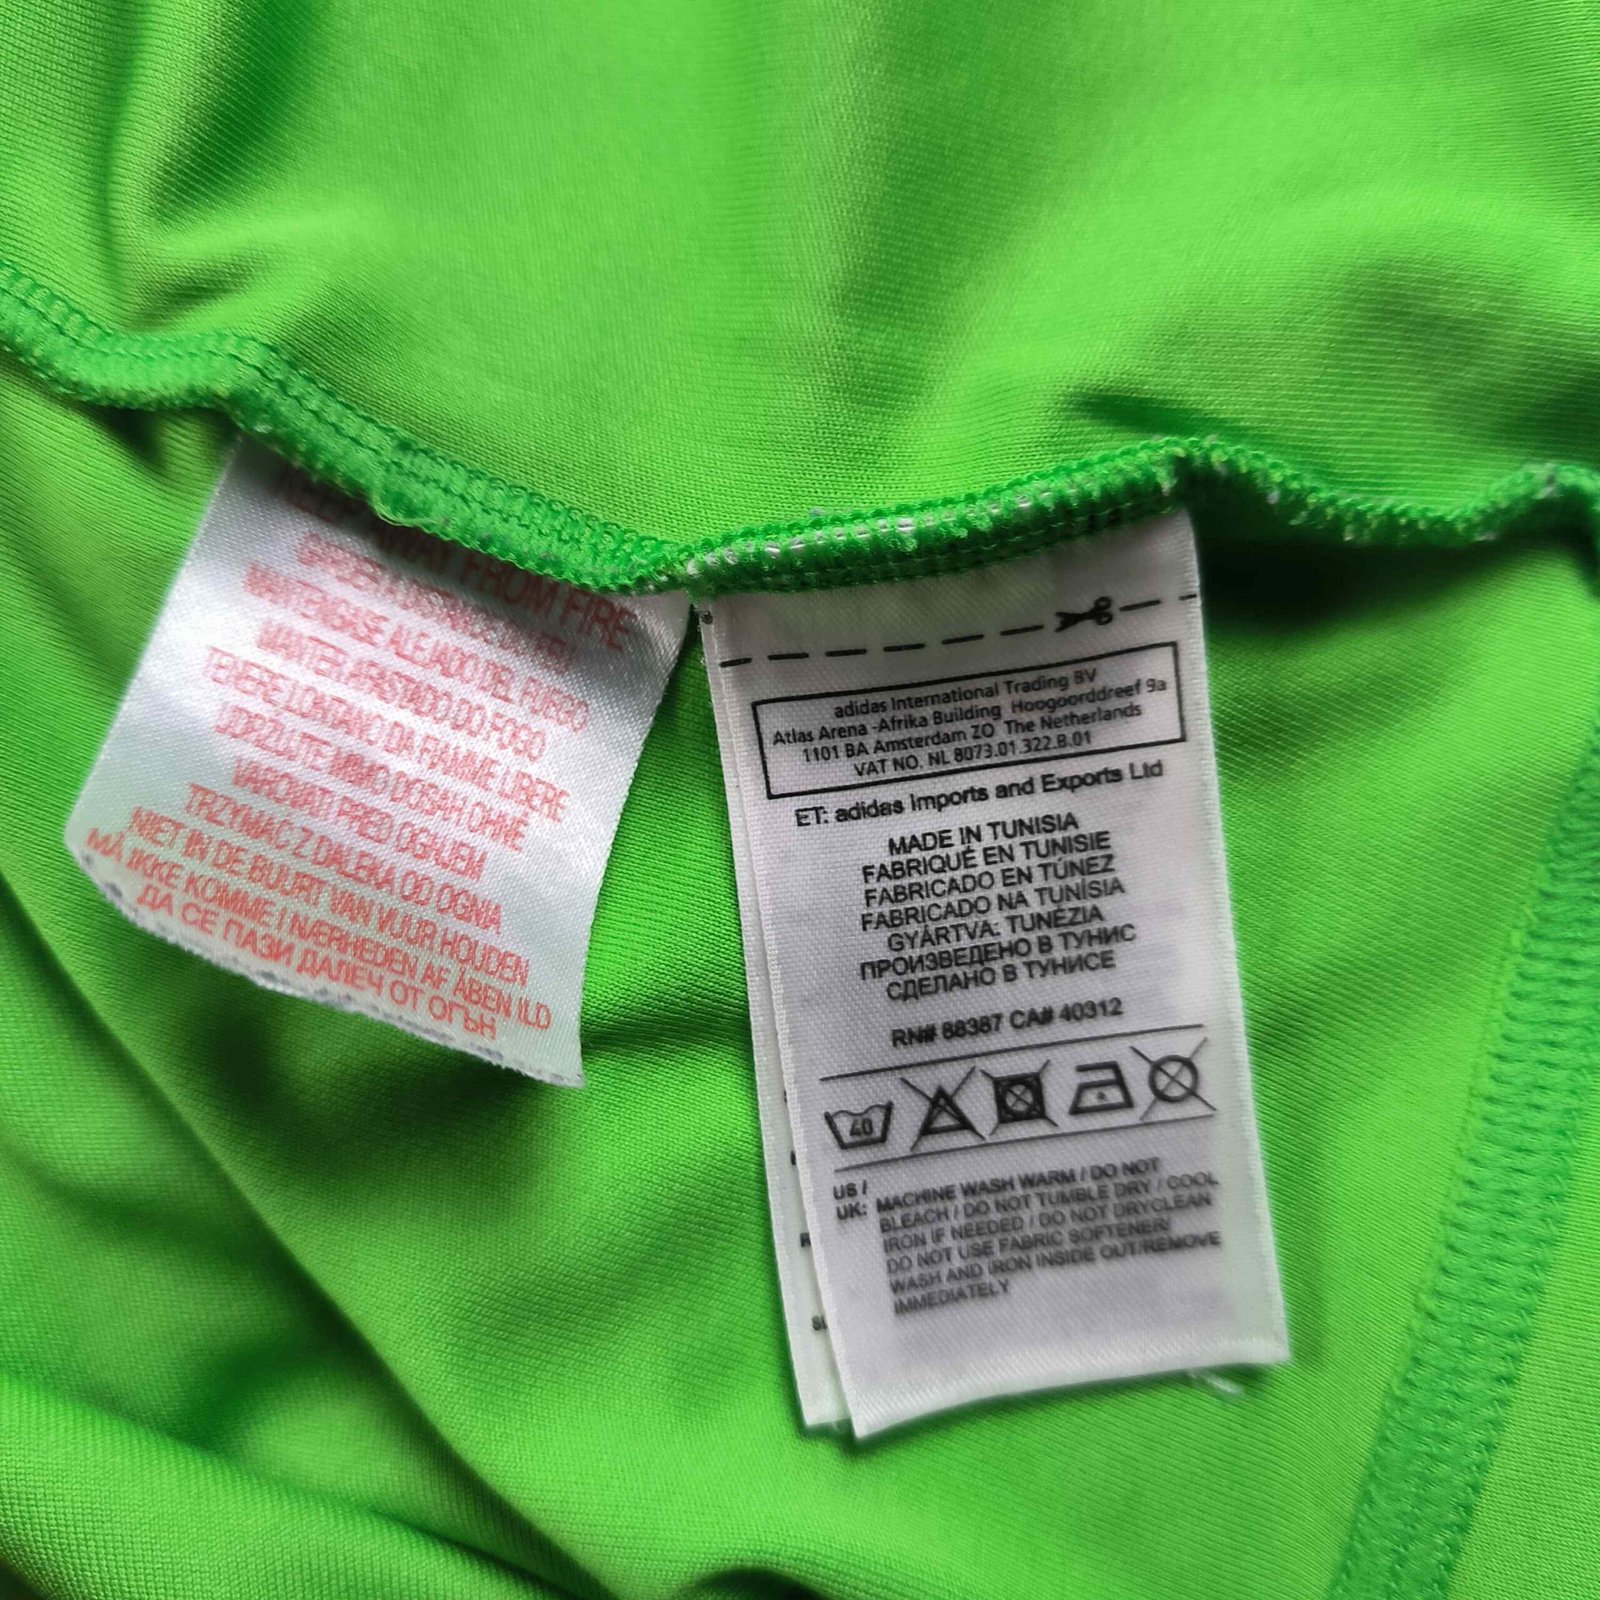 KEEP AWAY FROM FIRE
MANTENGASE ALEJADO DEL FUEGO
MANTER AFASTADO DO FOGO
TENERE LONTANO DA FIAMME LIBERE
UDRŽUJTE MIMO DOSAH OHNĚ
VAROVATI PRED OGNJEM
TRZYMAĆ Z DALEKA OD OGNIA
NIET IN DE BUURT VAN VUUR HOUDEN
MÅ IKKE KOMME I NÆRHEDEN AF ÅBEN ILD
ДА СЕ ПАЗИ ДАЛЕЧ ОТ ОГЪН
adidas International Trading BV
Atlas Arena -Afrika Building Hoogoorddreef 9a
1101 BA Amsterdam ZO The Netherlands
VAT NO. NL 8073.01.322.B.01
ET: adidas Imports and Exports Ltd
MADE IN TUNISIA
FABRIQUÉ EN TUNISIE
FABRICADO EN TÚNEZ
FABRICADO NA TUNÍSIA
GYÁRTVA: TUNÉZIA
ПРОИЗВЕДЕНО В ТУНИС
СДЕЛАНО В ТУНИСЕ
RN# 88387 CA# 40312
40
US / UK: MACHINE WASH WARM / DO NOT
BLEACH / DO NOT TUMBLE DRY / COOL
IRON IF NEEDED / DO NOT DRYCLEAN
DO NOT USE FABRIC SOFTENER/
WASH AND IRON INSIDE OUT/REMOVE
IMMEDIATELY